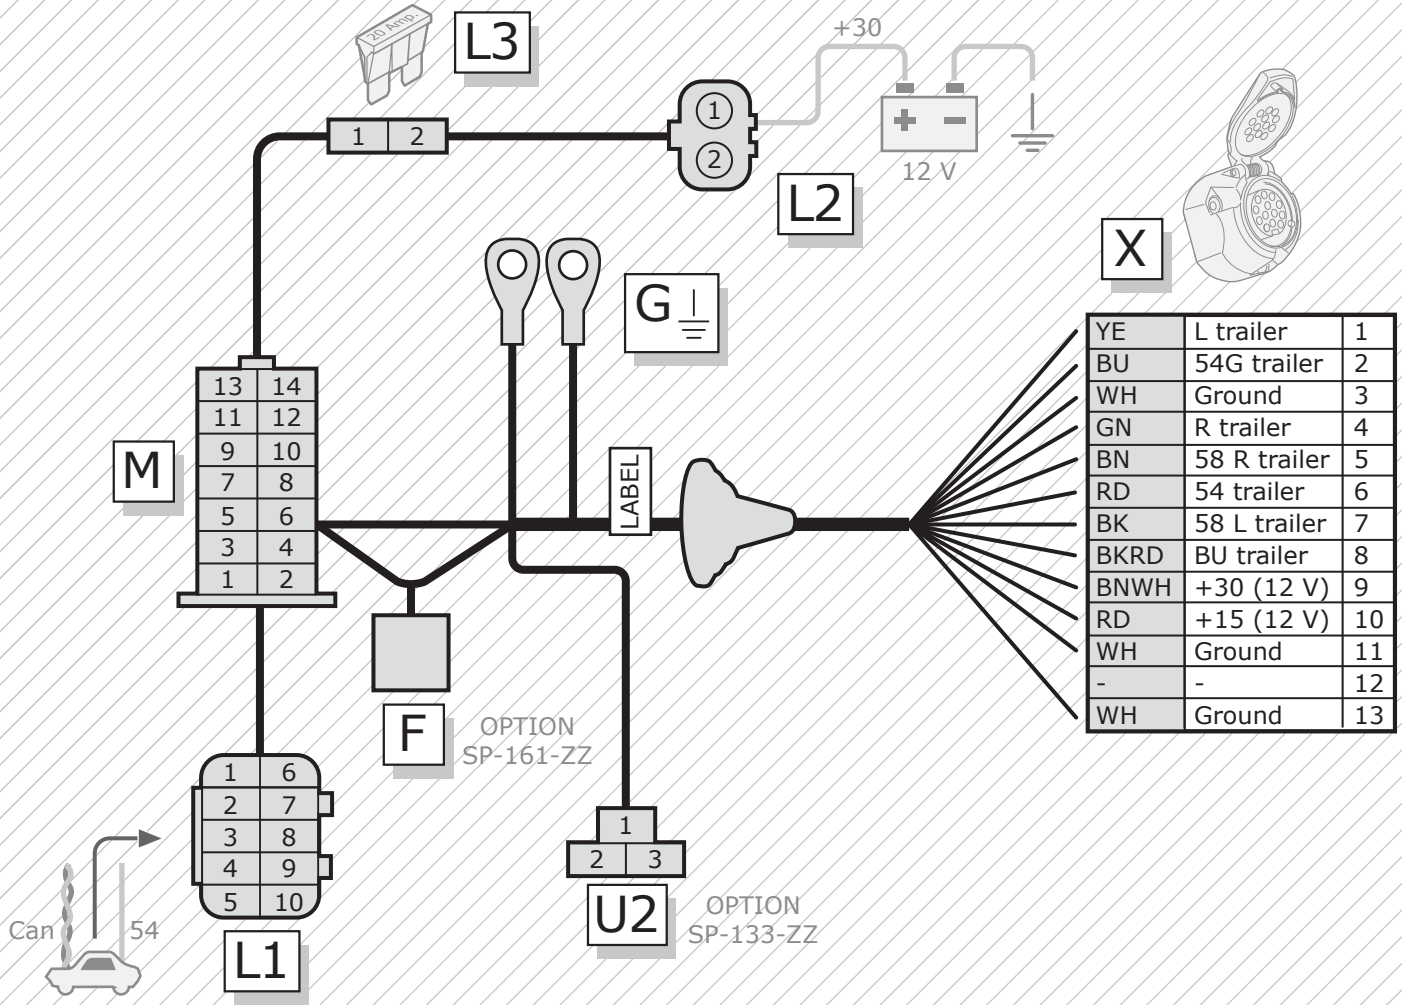 20 Amp.
L3
+30
1 2
1
2
+ −
12 V
L2
X
G
13 14
11 12
9 10
7 8
5 6
3 4
1 2
M
LABEL
YE L trailer 1
BU 54G trailer 2
WH Ground 3
GN R trailer 4
BN 58 R trailer 5
RD 54 trailer 6
BK 58 L trailer 7
BKRD BU trailer 8
BNWH +30 (12 V) 9
RD +15 (12 V) 10
WH Ground 11
- - 12
WH Ground 13
F
OPTION
SP-161-ZZ
1 6
2 7
3 8
4 9
5 10
Can
54
L1
1
2 3
U2
OPTION
SP-133-ZZ